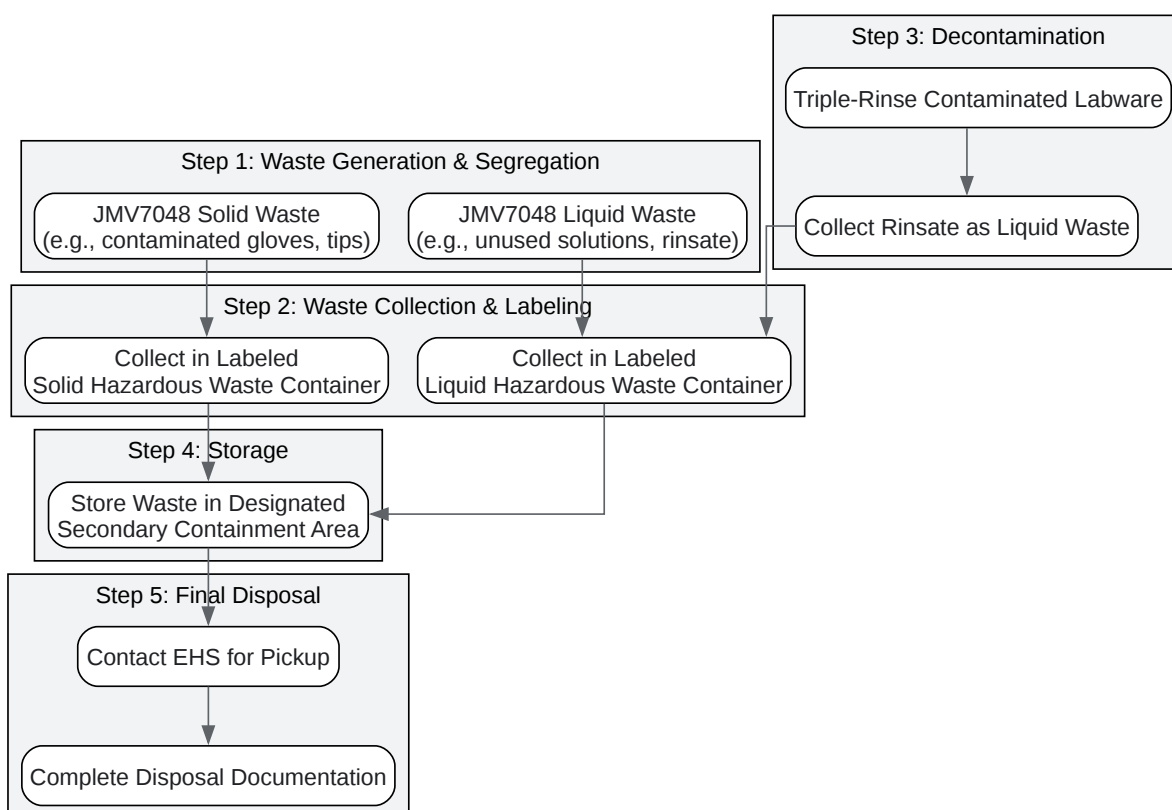 Step 3: Decontamination
Triple-Rinse Contaminated Labware
Collect Rinsate as Liquid Waste
Step 1: Waste Generation & Segregation
JMV7048 Solid Waste
(e.g., contaminated gloves, tips)
JMV7048 Liquid Waste
(e.g., unused solutions, rinsate)
Step 2: Waste Collection & Labeling
Collect in Labeled
Solid Hazardous Waste Container
Collect in Labeled
Liquid Hazardous Waste Container
Step 4: Storage
Store Waste in Designated
Secondary Containment Area
Step 5: Final Disposal
Contact EHS for Pickup
Complete Disposal Documentation